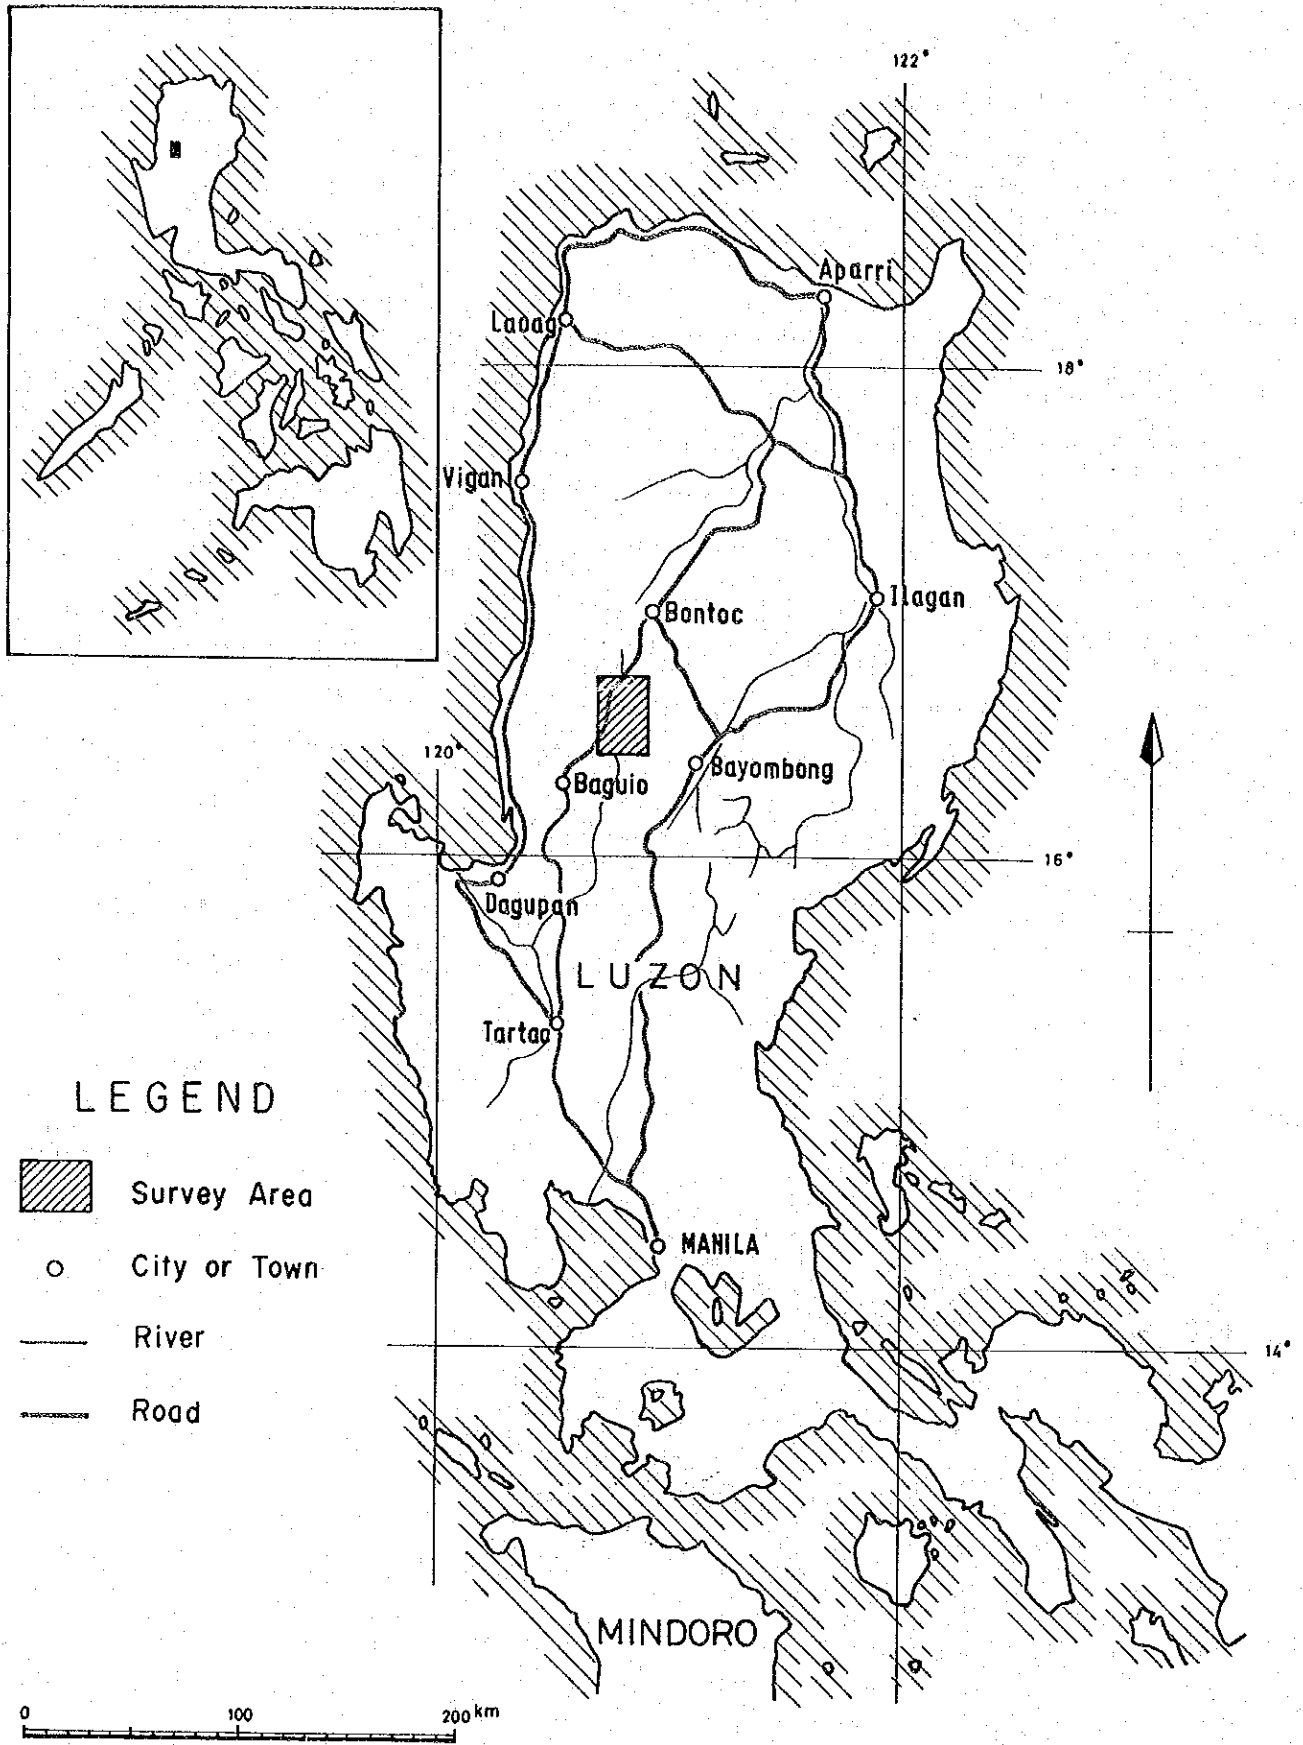 122°
Aparri
Laoag
18°
Vigan
Ilagan
Bontoc
120°
Bayombong
Baguio
16°
Dagupan
LUZON
Tartac
LEGEND
Survey Area
MANILA
City or Town
River
14°
Road
MINDORO
0 100 200 km